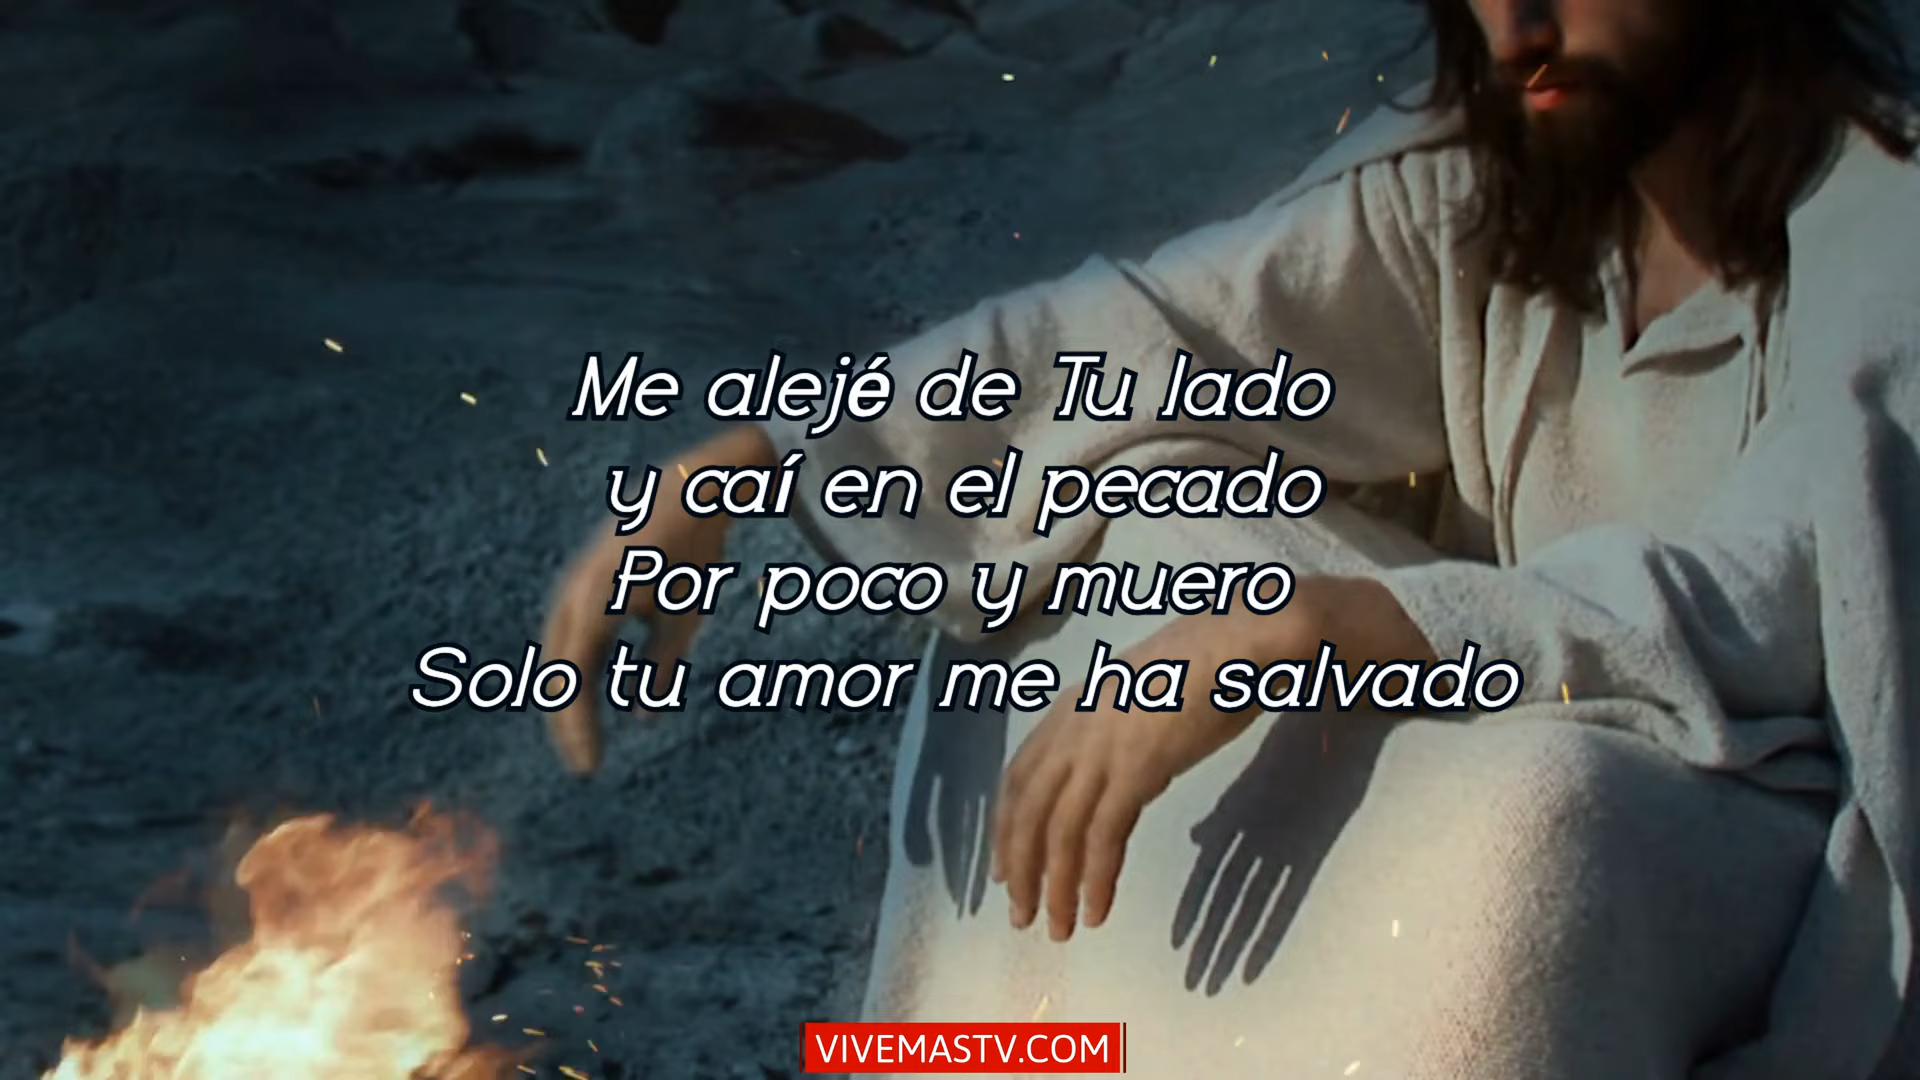 Me alejé de Tu lado
y caí en el pecado
Por poco y muero
Solo tu amor me ha salvado
VIVEMASTV.COM